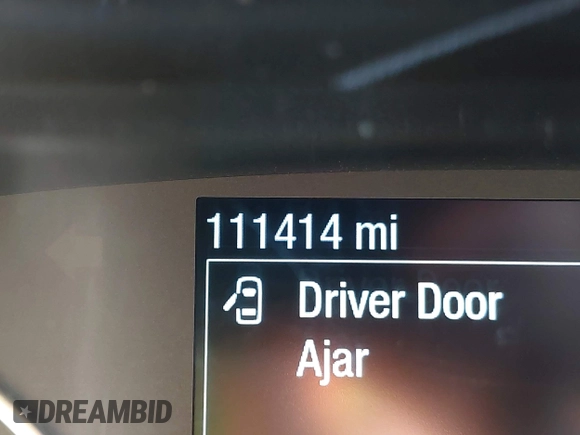 111414 mi
Driver Door
Ajar
DREAMBID